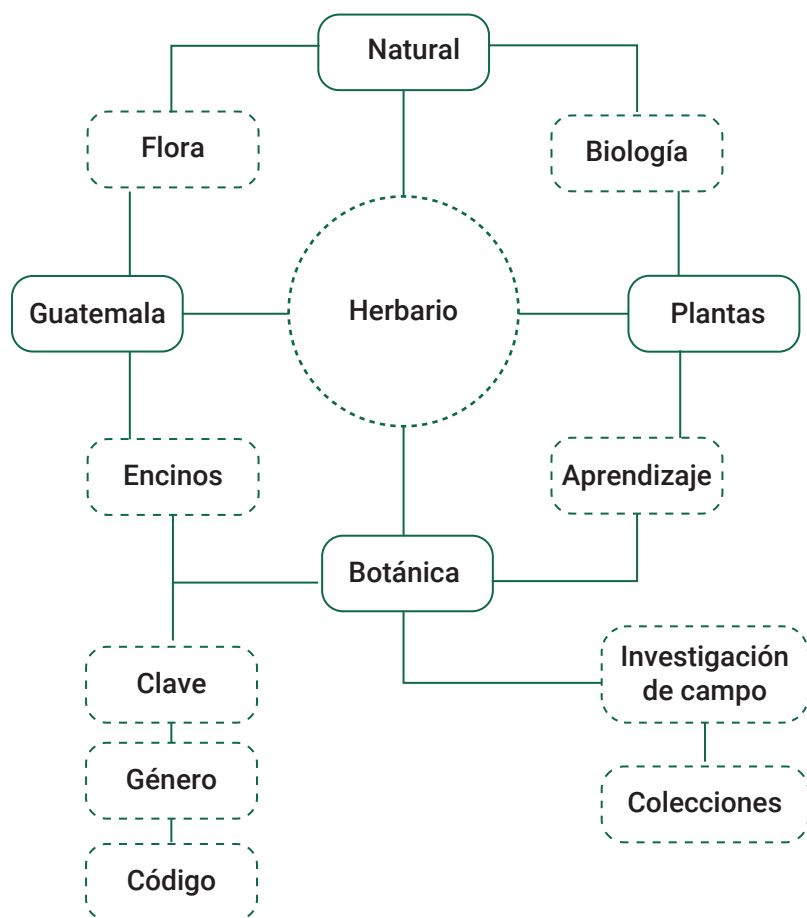 Natural
Flora
Biología
Guatemala
Herbario
Plantas
Encinos
Aprendizaje
Botánica
Clave
Investigación
de campo
Género
Colecciones
Código